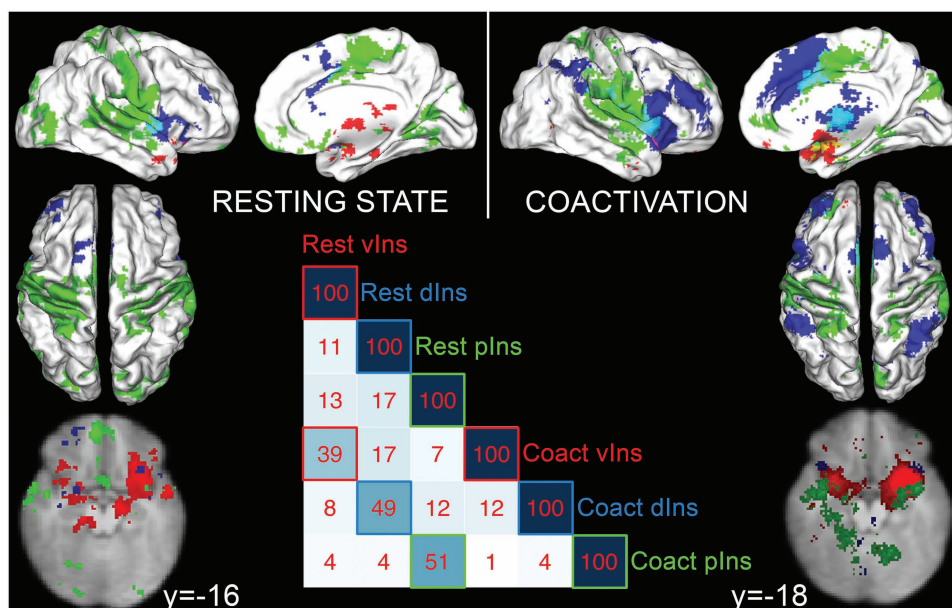 RESTING STATE
COACTIVATION
Rest vIns
100 Rest dIns
11 100 Rest pIns
13 17 100
39 17 7 100 Coact vIns
8 49 12 12 100 Coact dIns
4 4 51 1 4 100 Coact pIns
y=-16
y=-18